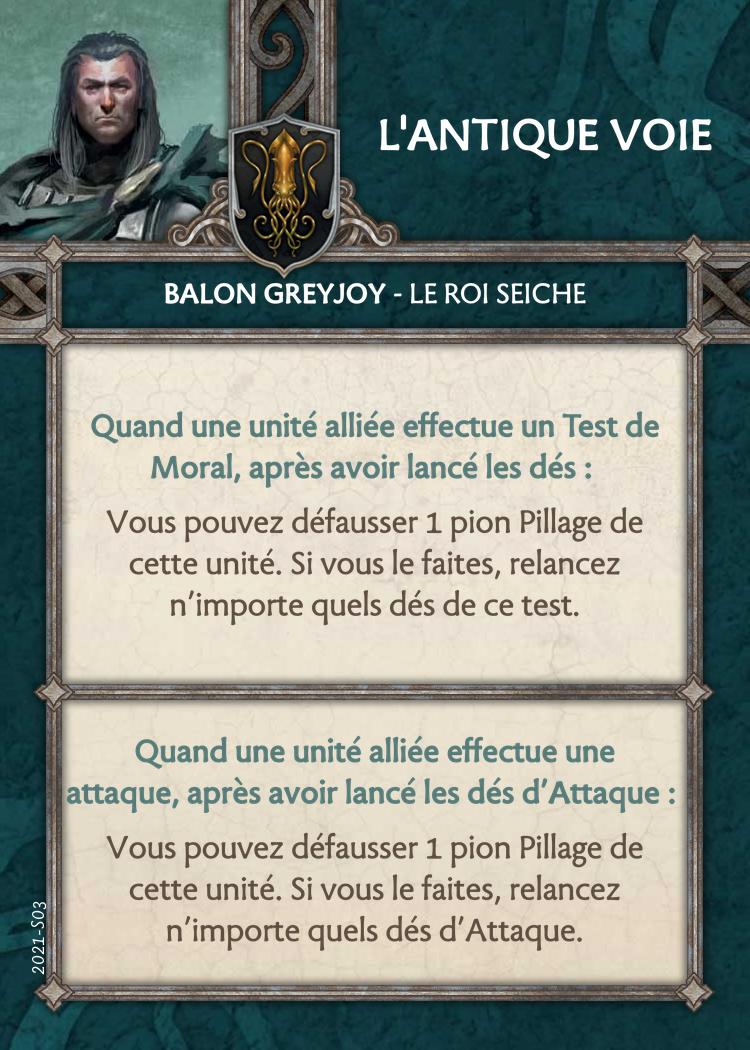 L'ANTIQUE VOIE
BALON GREYJOY - LE ROI SEICHE
Quand une unité alliée effectue un Test de
Moral, après avoir lancé les dés :
Vous pouvez défausser 1 pion Pillage de
cette unité. Si vous le faites, relancez
n’importe quels dés de ce test.
Quand une unité alliée effectue une
attaque, après avoir lancé les dés d’Attaque :
Vous pouvez défausser 1 pion Pillage de
cette unité. Si vous le faites, relancez
n’importe quels dés d’Attaque.
2021-S03